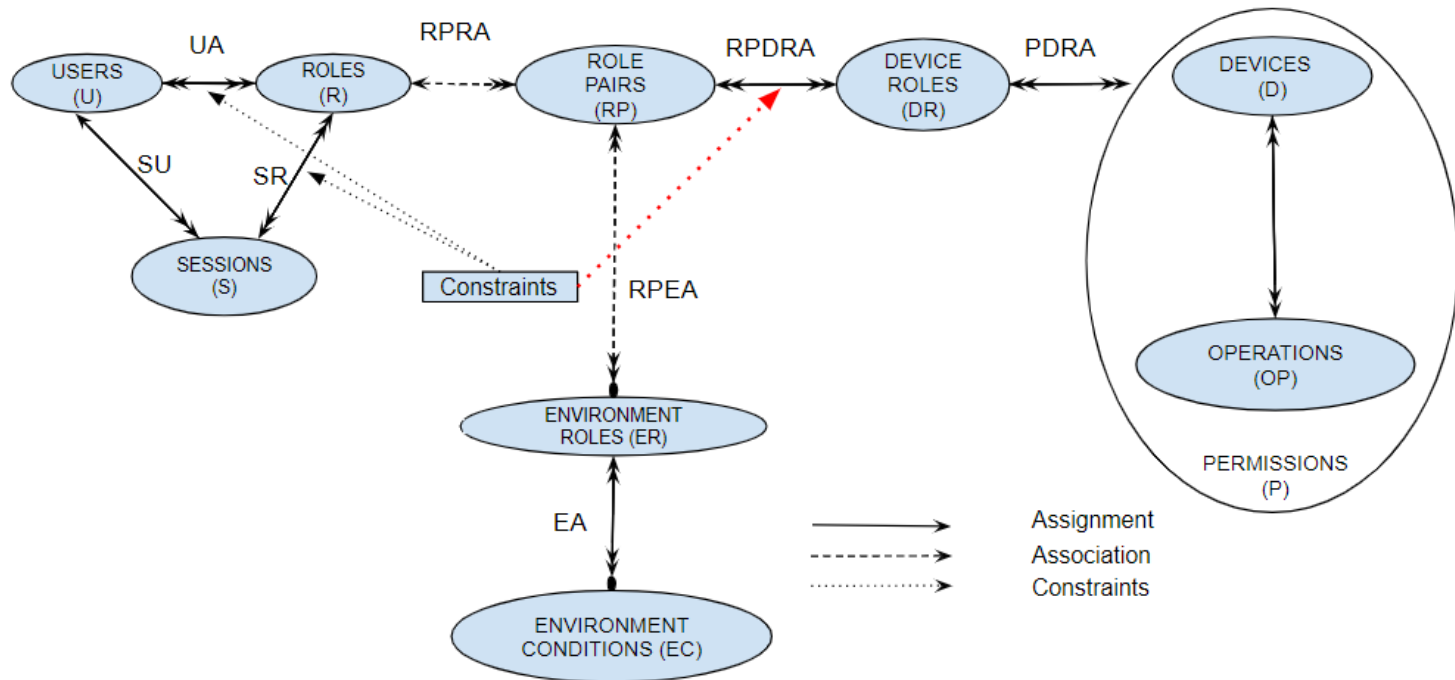 UA
RPRA
RPDRA
PDRA
USERS
(U)
ROLES
(R)
ROLE
PAIRS
(RP)
DEVICE
ROLES
(DR)
DEVICES
(D)
SU
SR
SESSIONS
(S)
Constraints
RPEA
OPERATIONS
(OP)
ENVIRONMENT
ROLES (ER)
PERMISSIONS
(P)
EA
Assignment
Association
Constraints
ENVIRONMENT
CONDITIONS (EC)